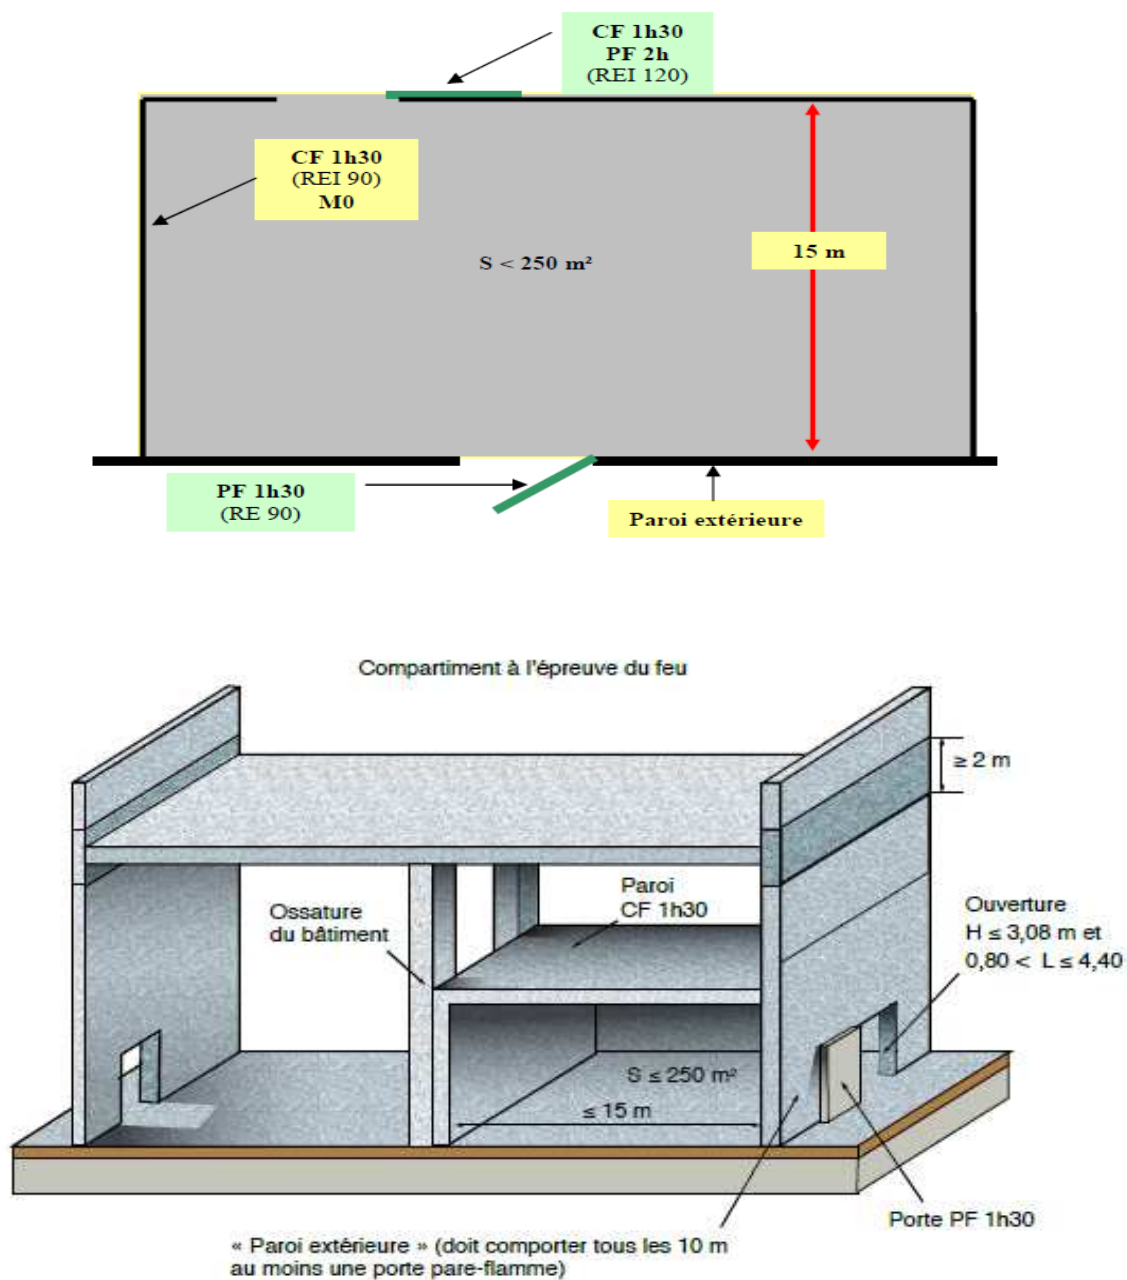 CF 1h30
PF 2h
(REI 120)
CF 1h30
(REI 90)
M0
15 m
S < 250 m²
PF 1h30
(RE 90)
Paroi extérieure
Compartiment à l'épreuve du feu
≥ 2 m
Paroi
CF 1h30
Ossature
du bâtiment
Ouverture
H ≤ 3,08 m et
0,80 < L ≤ 4,40
S ≤ 250 m²
≤ 15 m
Porte PF 1h30
« Paroi extérieure » (doit comporter tous les 10 m
au moins une porte pare-flamme)